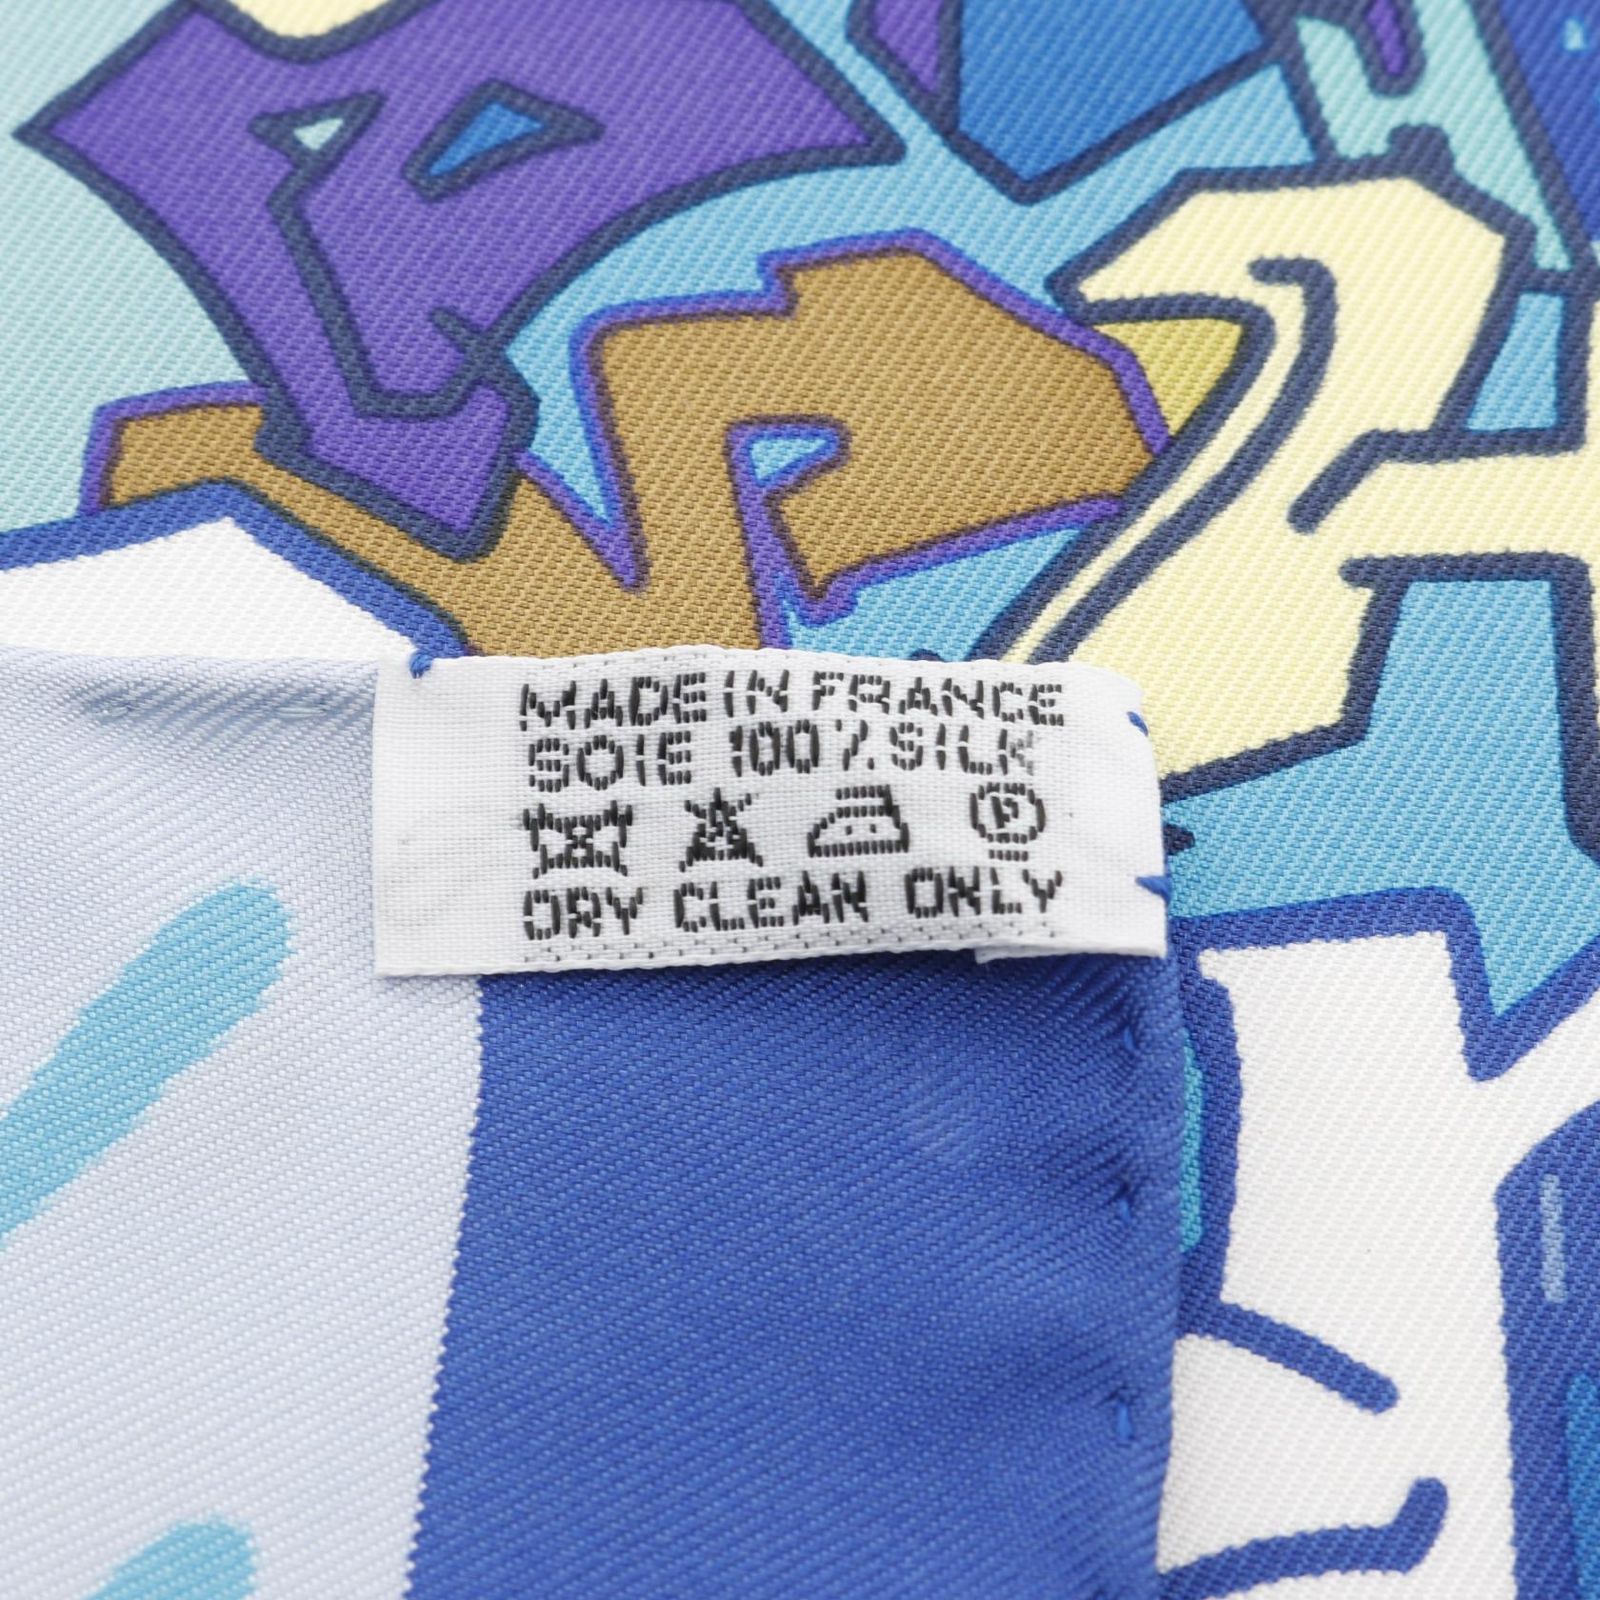 MADE IN FRANCE
SOIE 100% SILK
P
DRY CLEAN ONLY